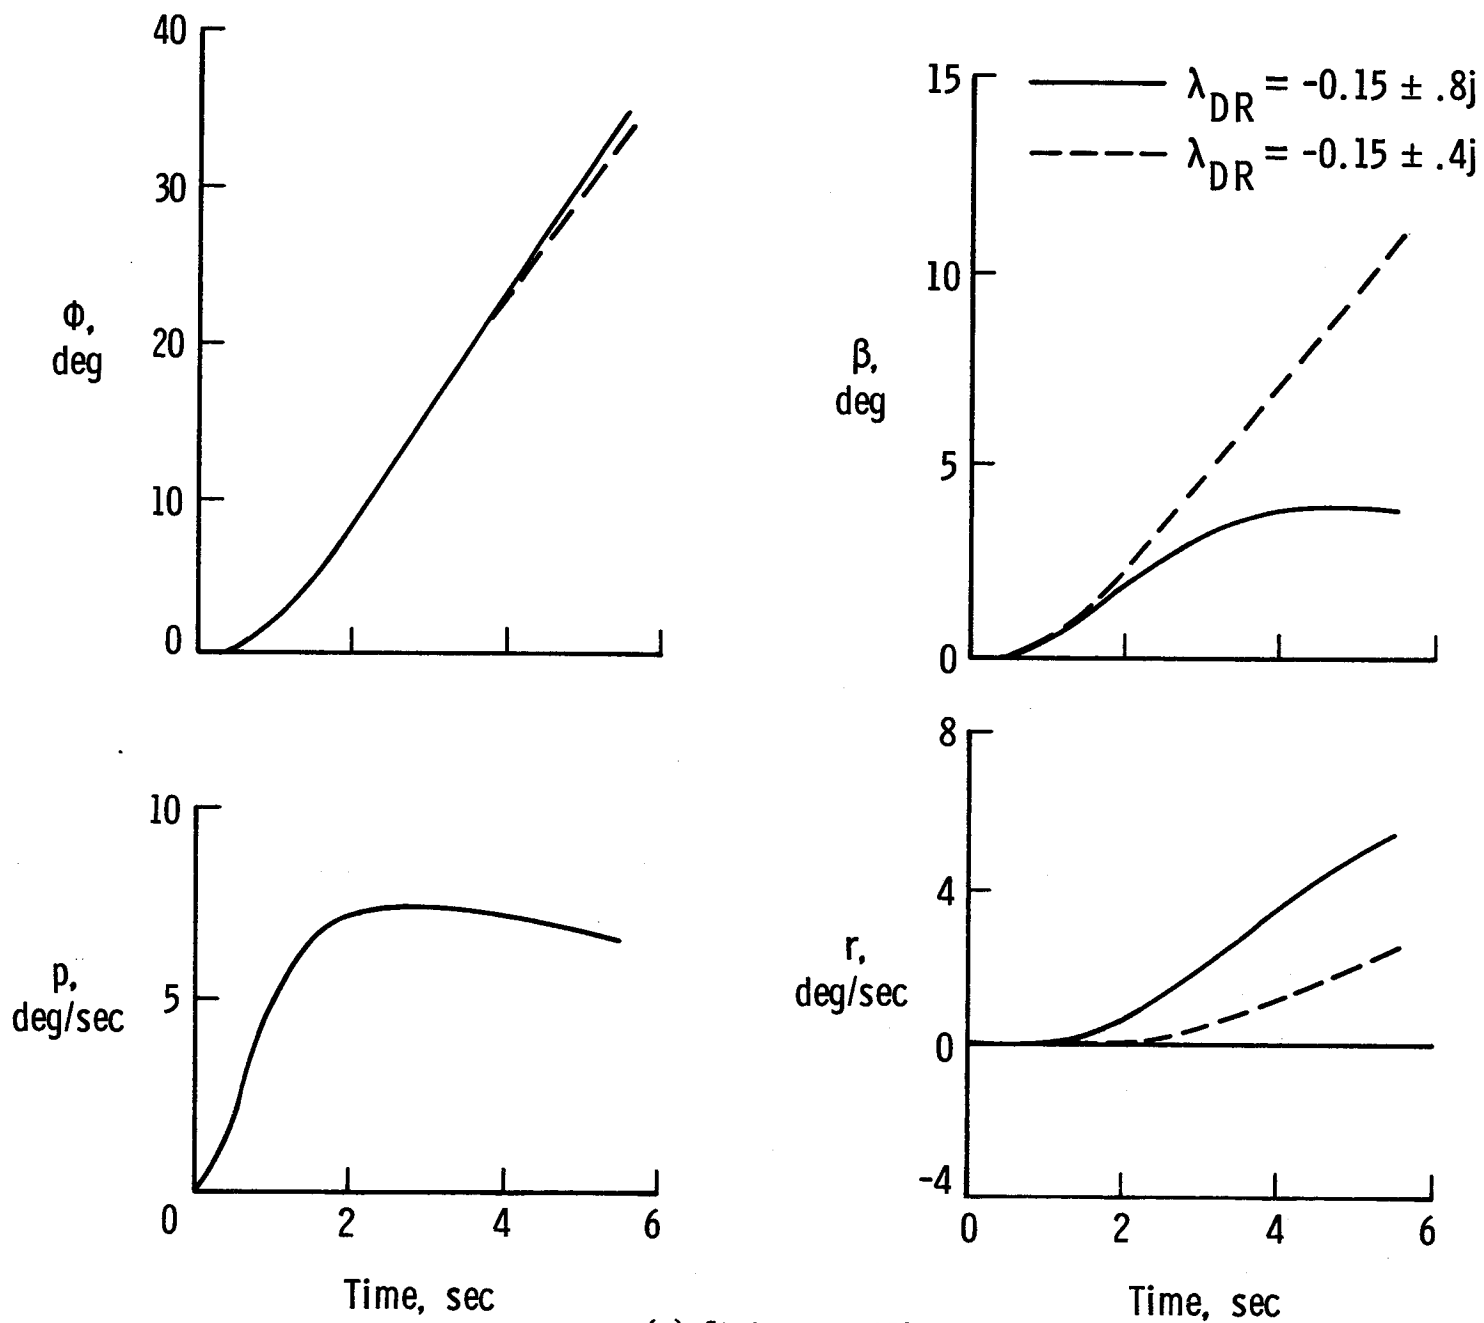 40
30
Φ,
deg
20
10
0
15
λDR = -0.15 ± .8j
λDR = -0.15 ± .4j
10
β,
deg
5
0
10
p,
deg/sec
5
0
2
4
6
Time, sec
8
4
r,
deg/sec
0
-4
0
2
4
6
Time, sec